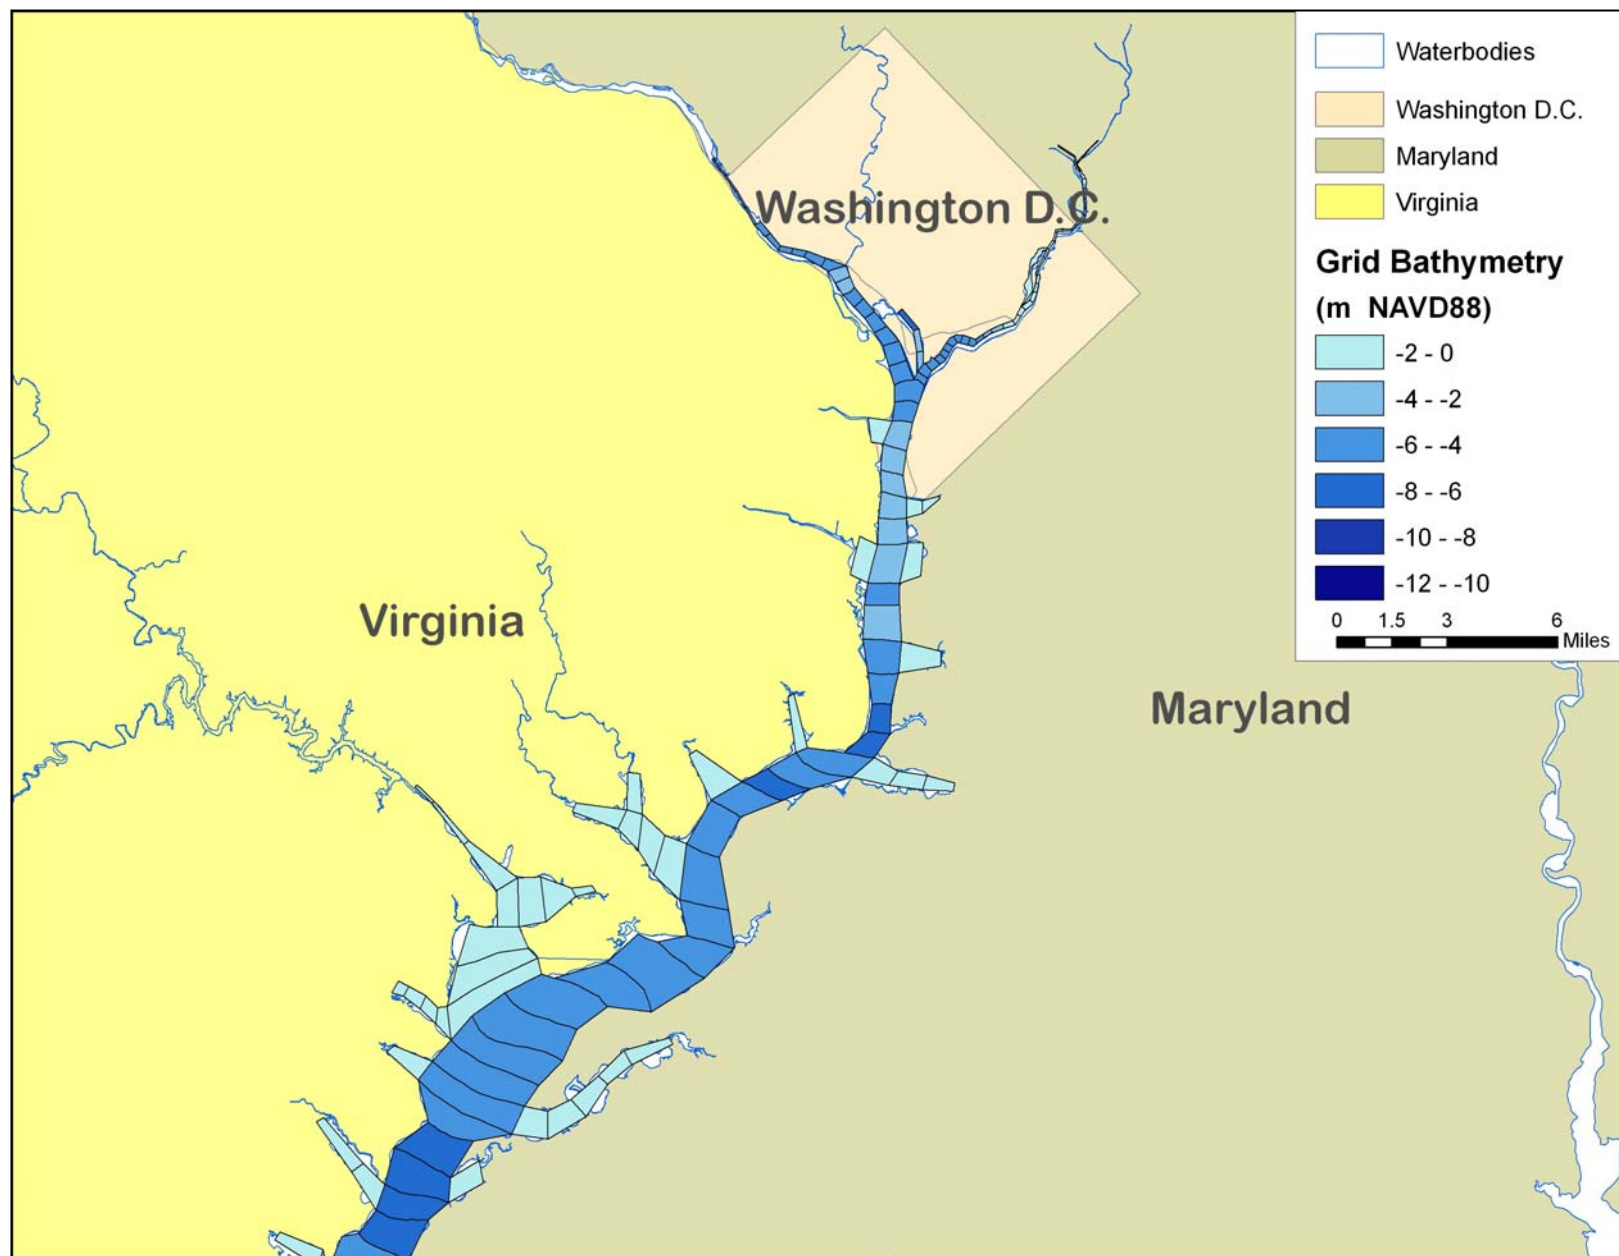 Waterbodies
Washington D.C.
Maryland
Virginia
Grid Bathymetry
(m NAVD88)
-2 - 0
-4 - -2
-6 - -4
-8 - -6
-10 - -8
-12 - -10
0 1.5 3 6
Miles
Washington D.C.
Virginia
Maryland